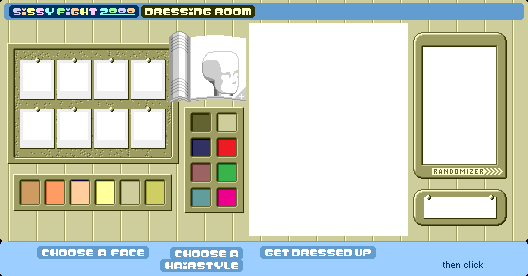 SiSSY FiGHT 2000 DRESSiNG ROOM
RANDOMIZER
CHOOSE A FACE
CHOOSE A
HAiRSTYLE
GET DRESSED UP
then click